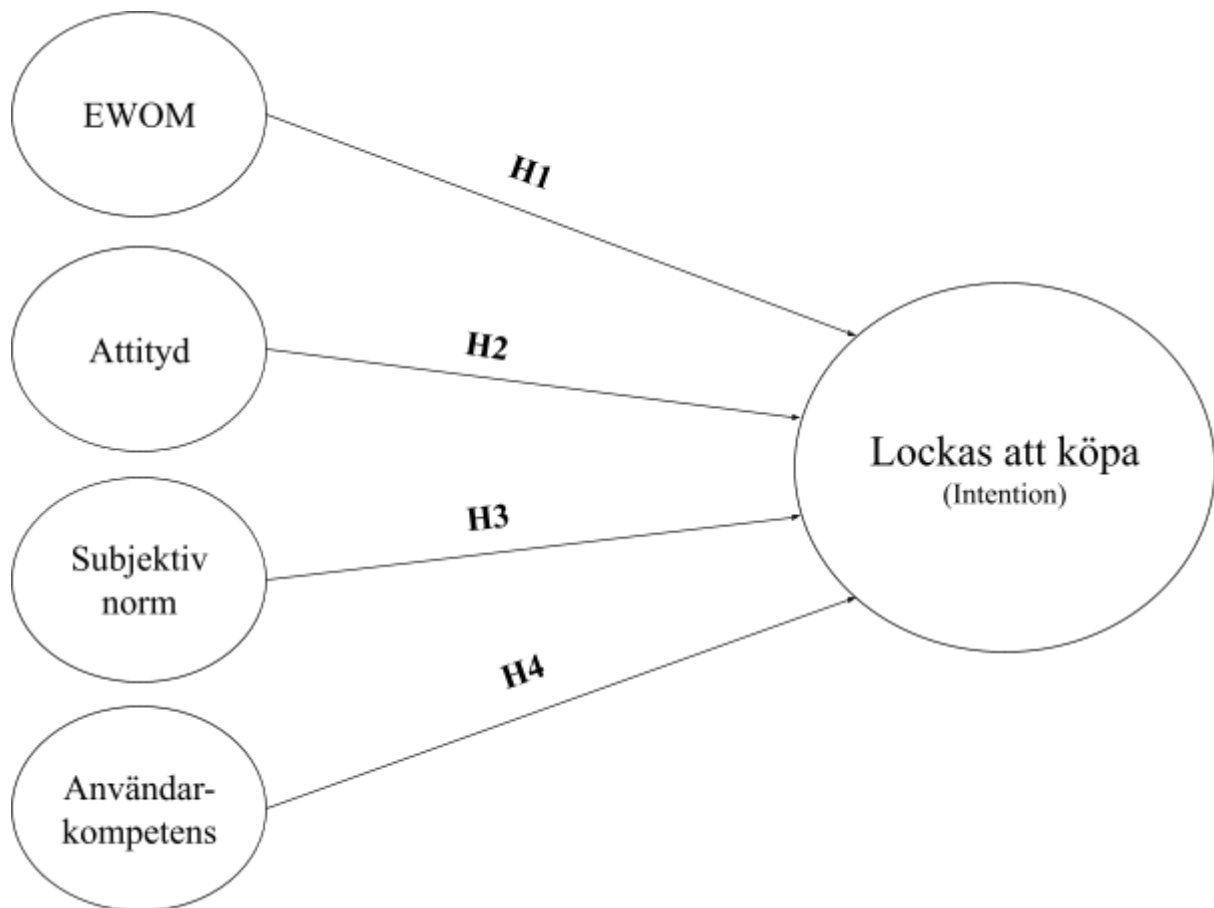 EWOM
H1
Attityd
H2
Lockas att köpa
(Intention)
Subjektiv
norm
H3
Användar-
kompetens
H4